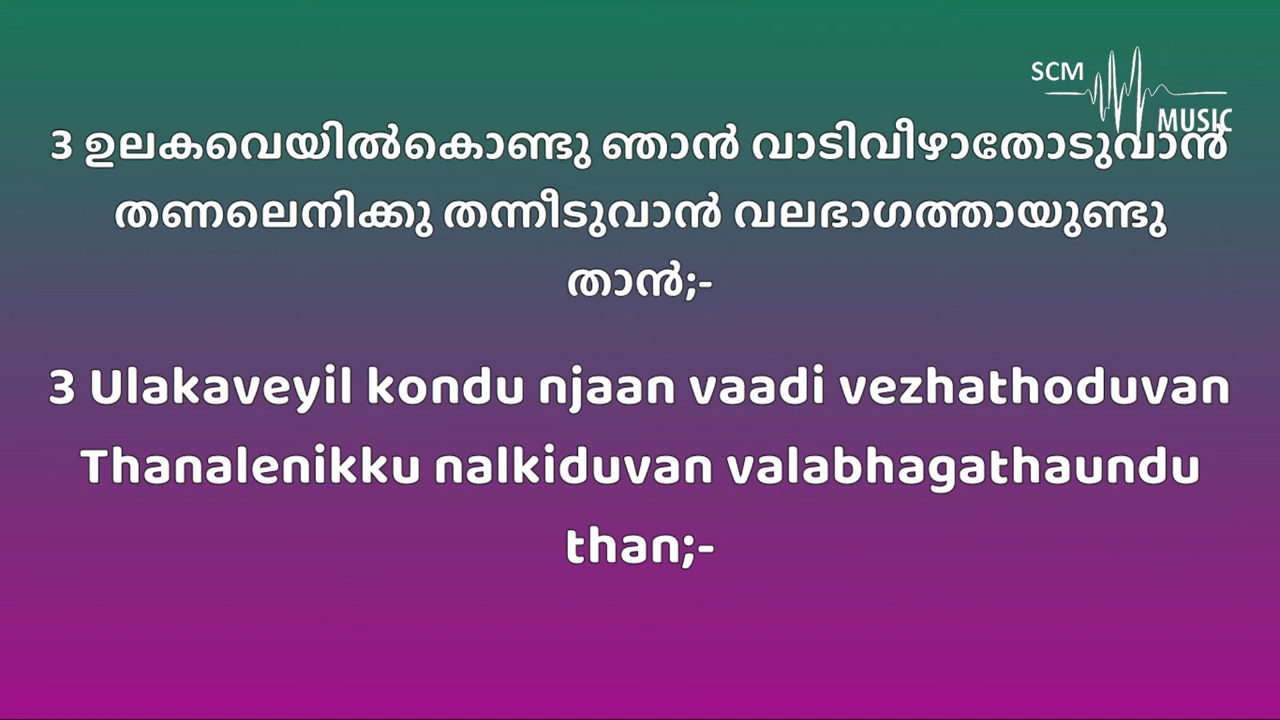 SCM
MUSIC
3 ഉലകവെയിൽകൊണ്ടു ഞാൻ വാടിവീഴാതോടുവാൻ
തണലെനിക്കു തന്നീടുവാൻ വലഭാഗത്തായുണ്ടു
താൻ;-
3 Ulakaveyil kondu njaan vaadi vezhathoduvan
Thanalenikku nalkiduvan valabhagathaundu
than;-